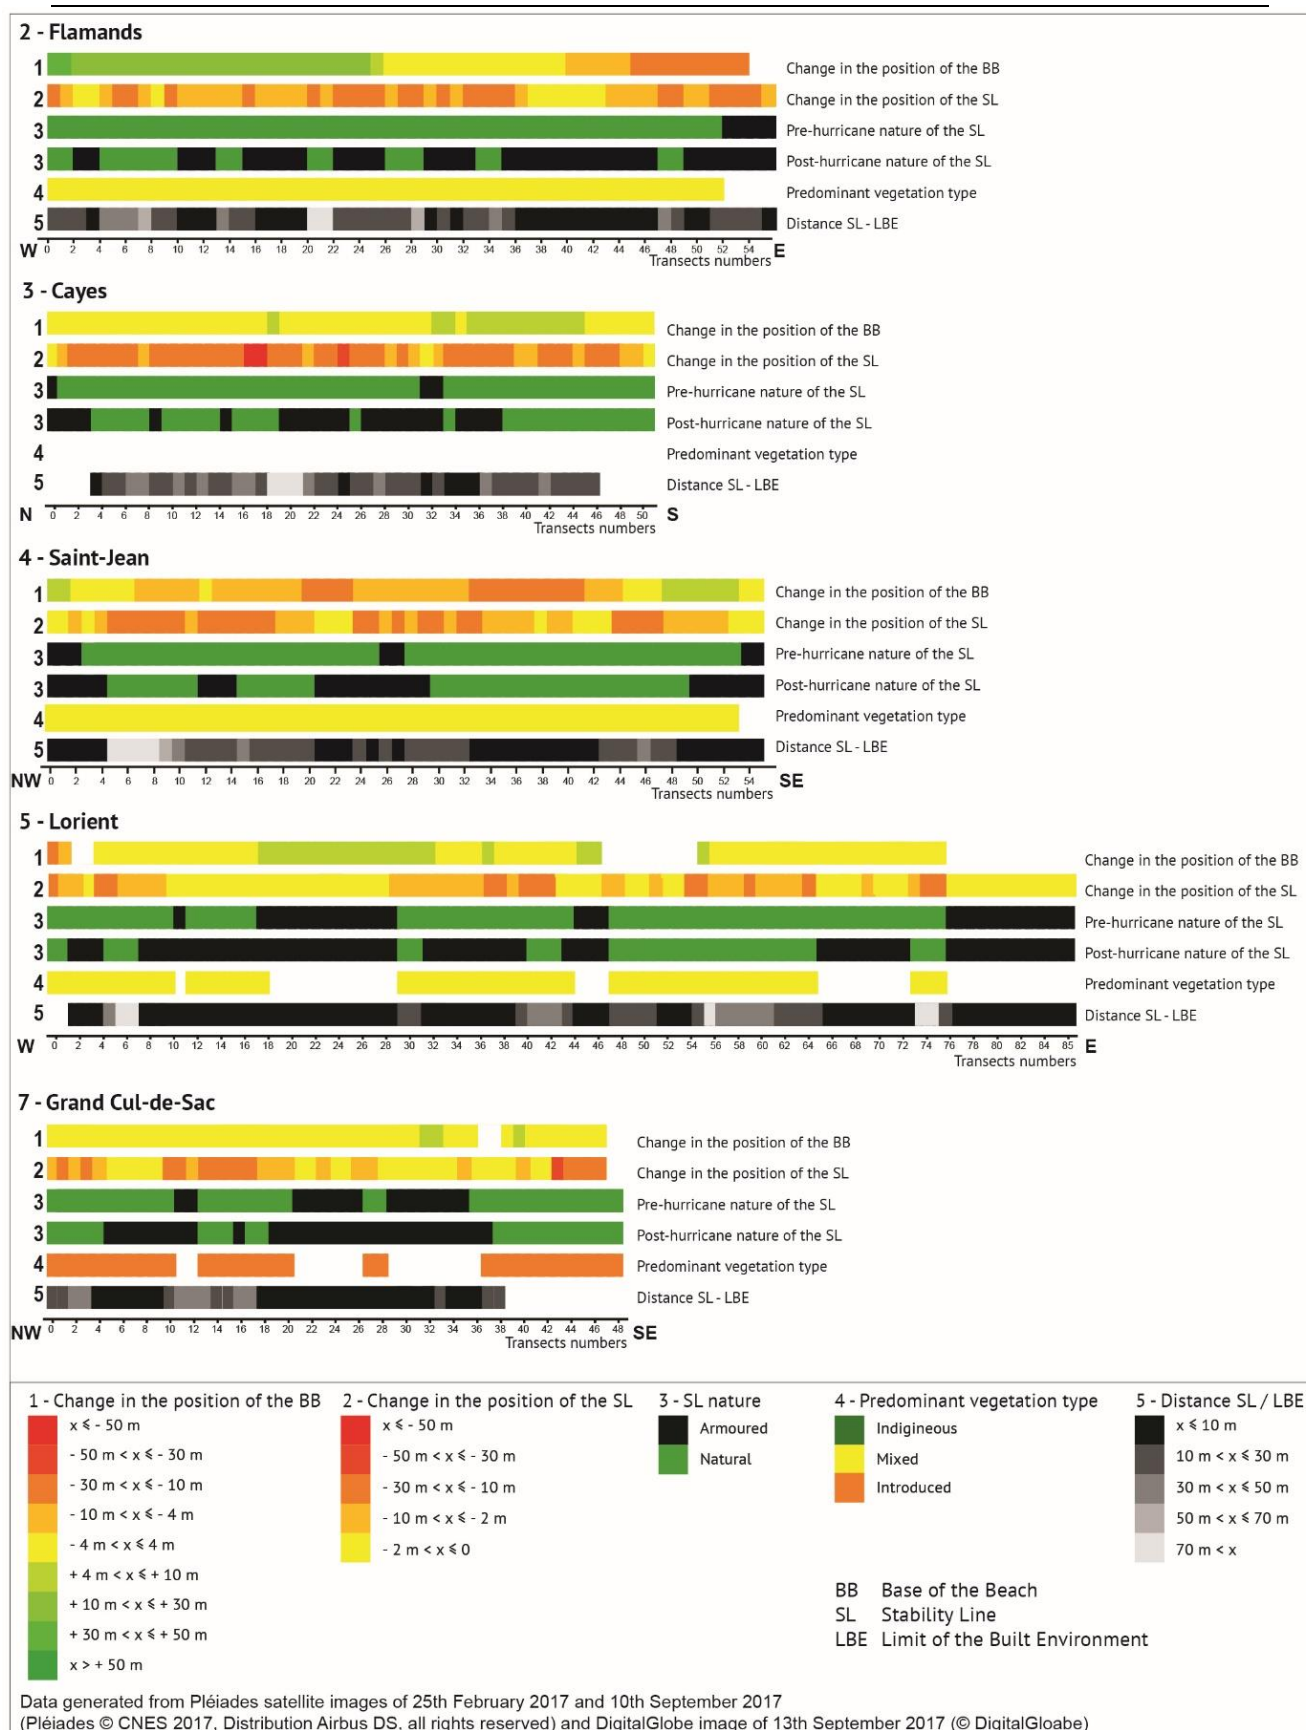 2 - Flamands
1 Change in the position of the BB
2 Change in the position of the SL
3 Pre-hurricane nature of the SL
3 Post-hurricane nature of the SL
4 Predominant vegetation type
5 Distance SL - LBE
W 0 2 4 6 8 10 12 14 16 18 20 22 24 26 28 30 32 34 36 38 40 42 44 46 48 50 52 54 E
Transects numbers
3 - Cayes
1 Change in the position of the BB
2 Change in the position of the SL
3 Pre-hurricane nature of the SL
3 Post-hurricane nature of the SL
4 Predominant vegetation type
5 Distance SL - LBE
N 0 2 4 6 8 10 12 14 16 18 20 22 24 26 28 31 32 34 36 38 40 42 44 46 48 50 S
Transects numbers
4 - Saint-Jean
1 Change in the position of the BB
2 Change in the position of the SL
3 Pre-hurricane nature of the SL
3 Post-hurricane nature of the SL
4 Predominant vegetation type
5 Distance SL - LBE
NW 0 2 4 6 8 10 12 14 16 18 20 22 24 26 28 30 32 34 36 38 40 42 44 46 48 50 52 54 SE
Transects numbers
5 - Lorient
1 Change in the position of the BB
2 Change in the position of the SL
3 Pre-hurricane nature of the SL
3 Post-hurricane nature of the SL
4 Predominant vegetation type
5 Distance SL - LBE
W 0 2 4 6 8 10 12 14 16 18 20 22 24 26 28 30 32 34 36 38 40 42 44 46 48 50 52 54 56 58 60 62 64 66 68 70 72 74 76 78 80 82 84 85 E
Transects numbers
7 - Grand Cul-de-Sac
1 Change in the position of the BB
2 Change in the position of the SL
3 Pre-hurricane nature of the SL
3 Post-hurricane nature of the SL
4 Predominant vegetation type
5 Distance SL - LBE
NW 0 2 4 6 8 10 12 14 16 18 20 22 24 26 28 30 32 34 36 38 40 42 44 46 48 SE
Transects numbers
1 - Change in the position of the BB
x ⩽ - 50 m
- 50 m < x ⩽ - 30 m
- 30 m < x ⩽ - 10 m
- 10 m < x ⩽ - 4 m
- 4 m < x ⩽ 4 m
+ 4 m < x ⩽ + 10 m
+ 10 m < x ⩽ + 30 m
+ 30 m < x ⩽ + 50 m
x > + 50 m
2 - Change in the position of the SL
x ⩽ - 50 m
- 50 m < x ⩽ - 30 m
- 30 m < x ⩽ - 10 m
- 10 m < x ⩽ - 2 m
- 2 m < x ⩽ 0
3 - SL nature
Armoured
Natural
4 - Predominant vegetation type
Indigineous
Mixed
Introduced
5 - Distance SL / LBE
x ⩽ 10 m
10 m < x ⩽ 30 m
30 m < x ⩽ 50 m
50 m < x ⩽ 70 m
70 m < x
BB Base of the Beach
SL Stability Line
LBE Limit of the Built Environment
Data generated from Pléiades satellite images of 25th February 2017 and 10th September 2017
(Pléiades © CNES 2017, Distribution Airbus DS, all rights reserved) and DigitalGlobe image of 13th September 2017 (© DigitalGloabe)